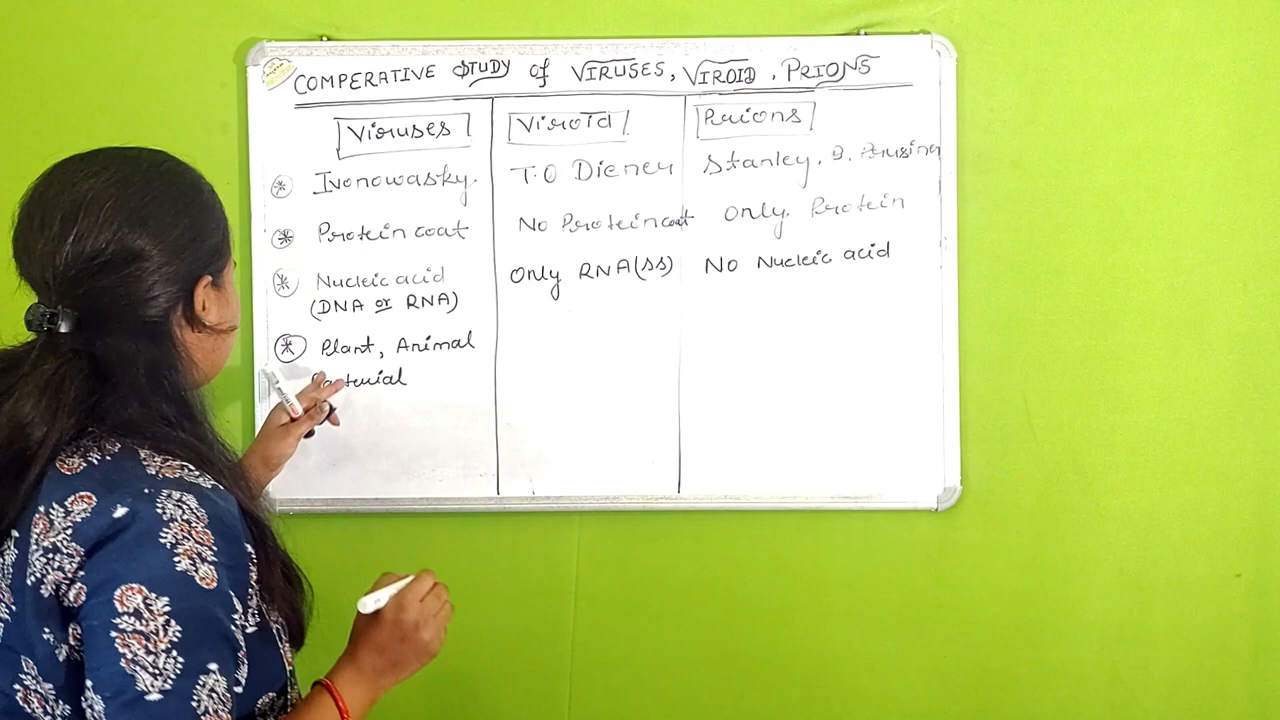 COMPERATIVE STUDY of VIRUSES, VIROID, PRIONS
Viruses
Ivonowasky.
Protein coat
Nucleic acid
(DNA or RNA)
Plant, Animal
Bacterial
Viroid
T.O Diener
No Protein coat
Only RNA(SS)
Prions
Stanley. B. Prusiner
Only Protein
No Nucleic acid